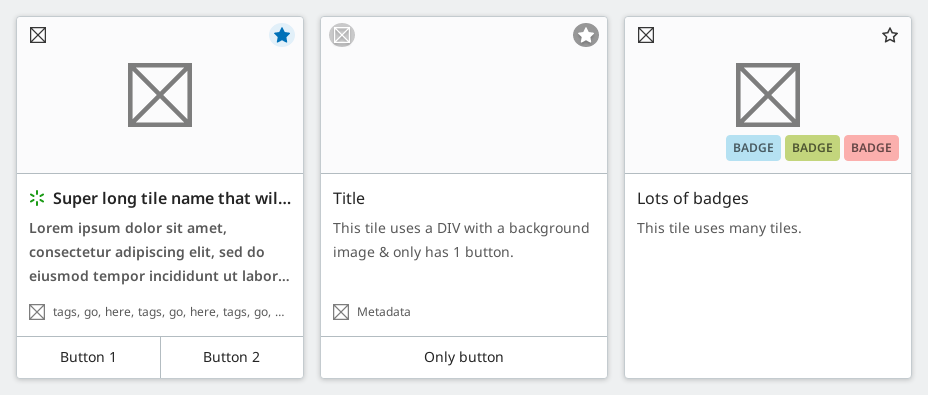 Super long tile name that wil...
Lorem ipsum dolor sit amet,
consectetur adipiscing elit, sed do
eiusmod tempor incididunt ut labor...
tags, go, here, tags, go, here, tags, go, ...
Button 1
Button 2
Title
This tile uses a DIV with a background
image & only has 1 button.
Metadata
Only button
BADGE
BADGE
BADGE
Lots of badges
This tile uses many tiles.